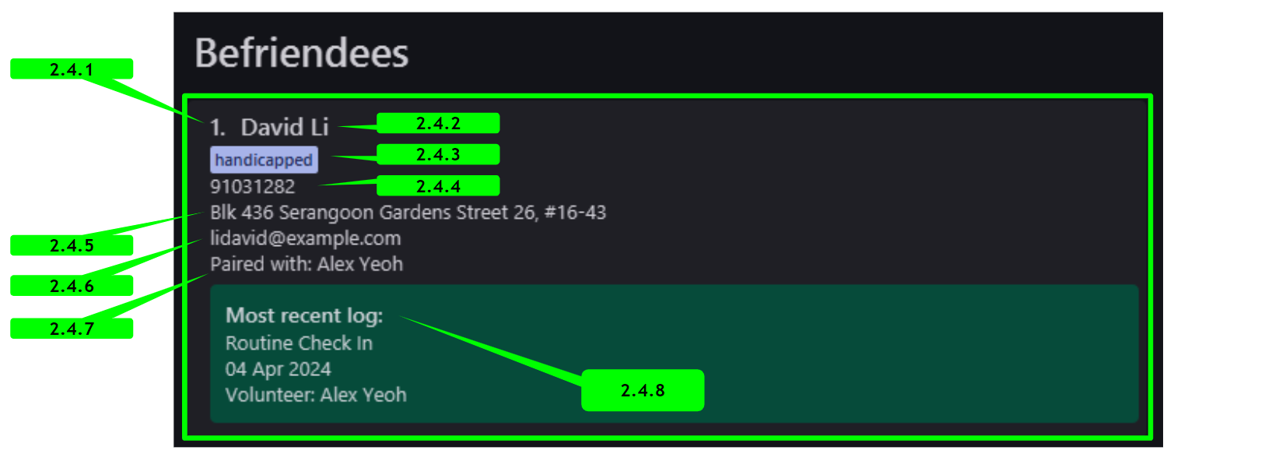 Befriendees
2.4.1
1. David Li
2.4.2
handicapped
2.4.3
91031282
2.4.4
Blk 436 Serangoon Gardens Street 26, #16-43
2.4.5
lidavid@example.com
2.4.6
Paired with: Alex Yeoh
2.4.7
Most recent log:
Routine Check In
04 Apr 2024
Volunteer: Alex Yeoh
2.4.8